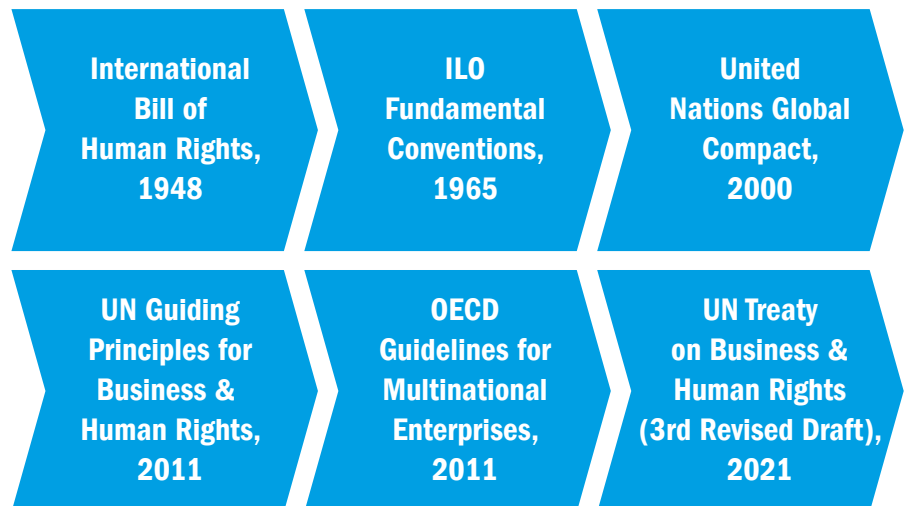 International
Bill of
Human Rights,
1948
ILO
Fundamental
Conventions,
1965
United
Nations Global
Compact,
2000
UN Guiding
Principles for
Business &
Human Rights,
2011
OECD
Guidelines for
Multinational
Enterprises,
2011
UN Treaty
on Business &
Human Rights
(3rd Revised Draft),
2021